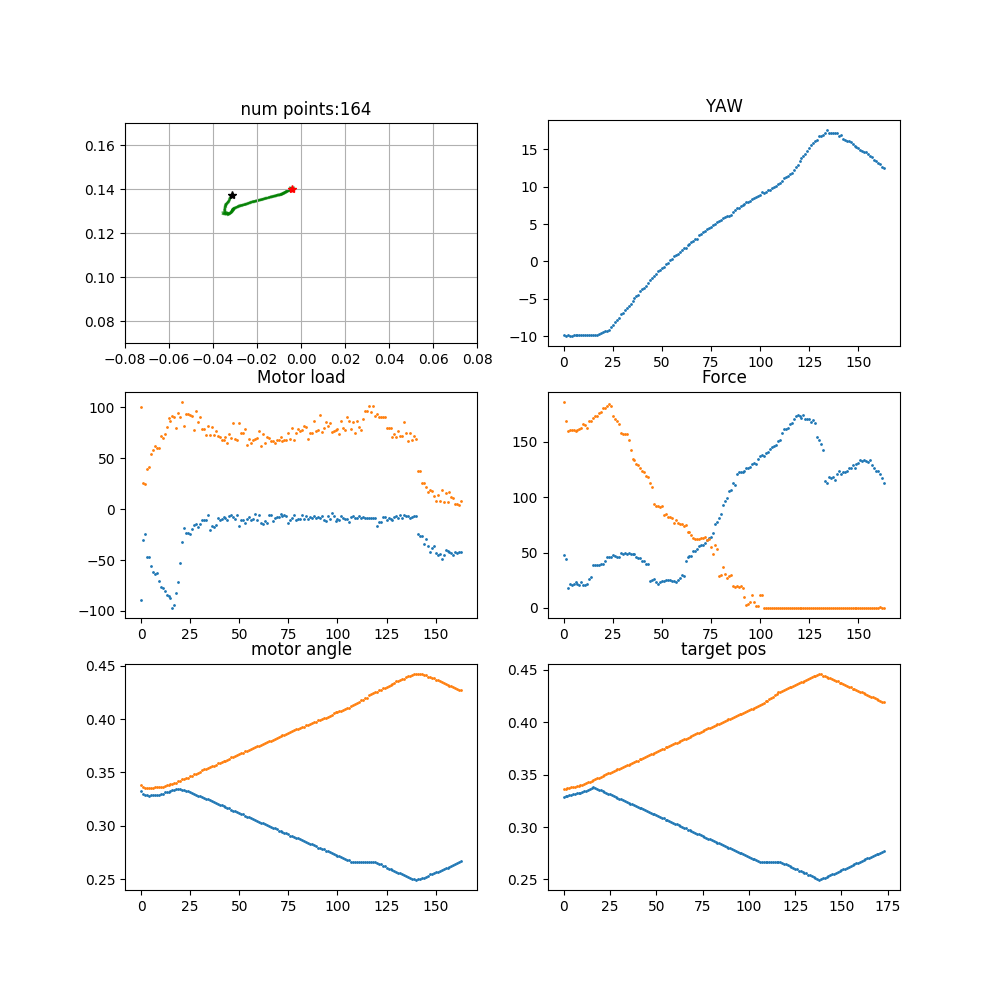 num points:164
0.16
0.14
0.12
0.10
0.08
−0.08 −0.06 −0.04 −0.02 0.00 0.02 0.04 0.06 0.08
YAW
15
10
5
0
−5
−10
0 25 50 75 100 125 150
Motor load
100
50
0
−50
−100
0 25 50 75 100 125 150
Force
150
100
50
0
0 25 50 75 100 125 150
motor angle
0.45
0.40
0.35
0.30
0.25
0 25 50 75 100 125 150
target pos
0.45
0.40
0.35
0.30
0.25
0 25 50 75 100 125 150 175